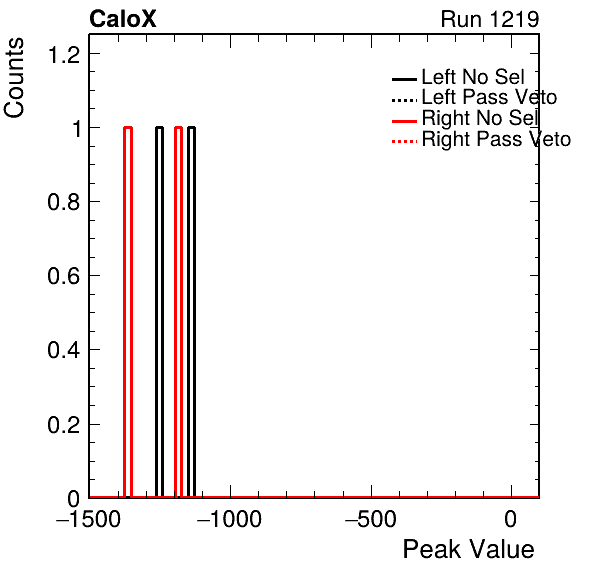 CaloX Run 1219
Counts
1.2
1
0.8
0.6
0.4
0.2
0
Left No Sel
Left Pass Veto
Right No Sel
Right Pass Veto
−1500 −1000 −500 0
Peak Value